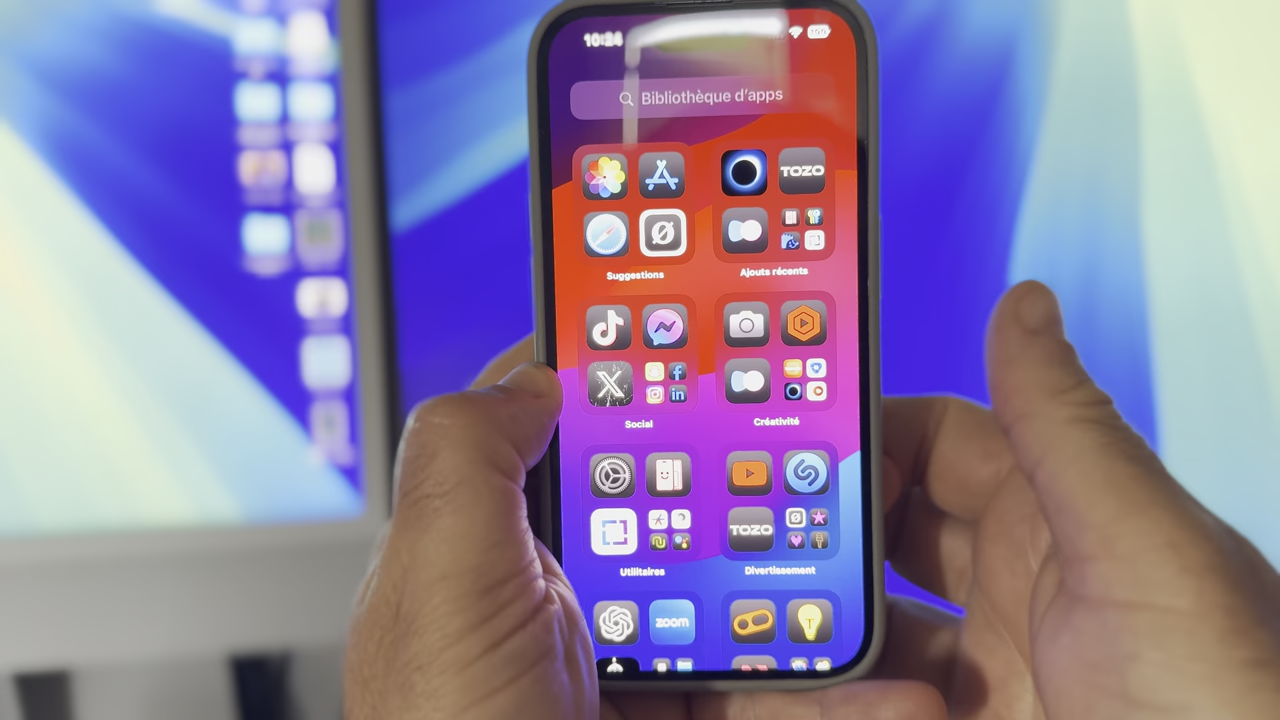 10:24
Bibliothèque d'apps
TOZO
Suggestions
Ajouts récents
Social
Créativité
TOZO
Utilitaires
Divertissement
zoom